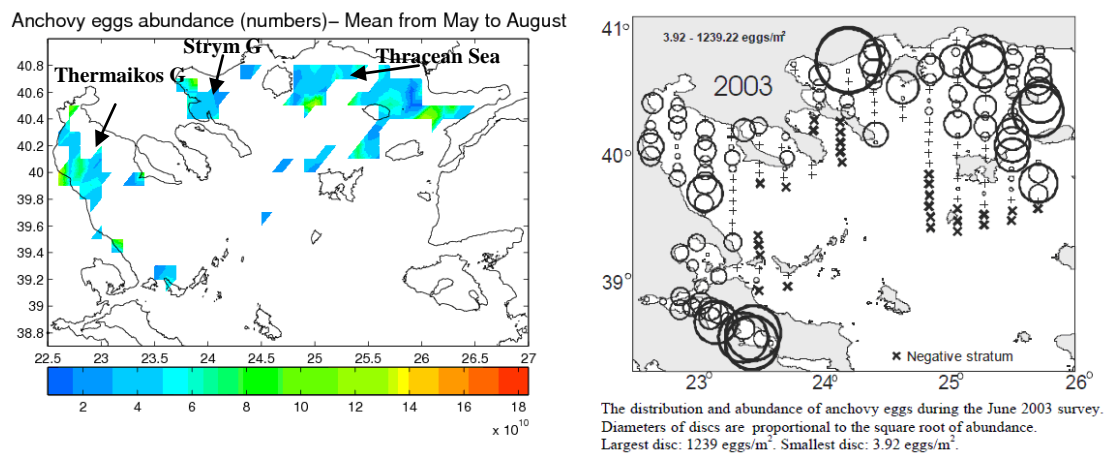 Anchovy eggs abundance (numbers)– Mean from May to August
Strym G
Thracean Sea
Thermaikos G
40.8
40.6
40.4
40.2
40
39.8
39.6
39.4
39.2
39
38.8
22.5 23 23.5 24 24.5 25 25.5 26 26.5 27
2 4 6 8 10 12 14 16 18
x 10^10
41°
40°
39°
3.92 - 1239.22 eggs/m²
2003
× Negative stratum
23° 24° 25° 26°
The distribution and abundance of anchovy eggs during the June 2003 survey.
Diameters of discs are proportional to the square root of abundance.
Largest disc: 1239 eggs/m². Smallest disc: 3.92 eggs/m².